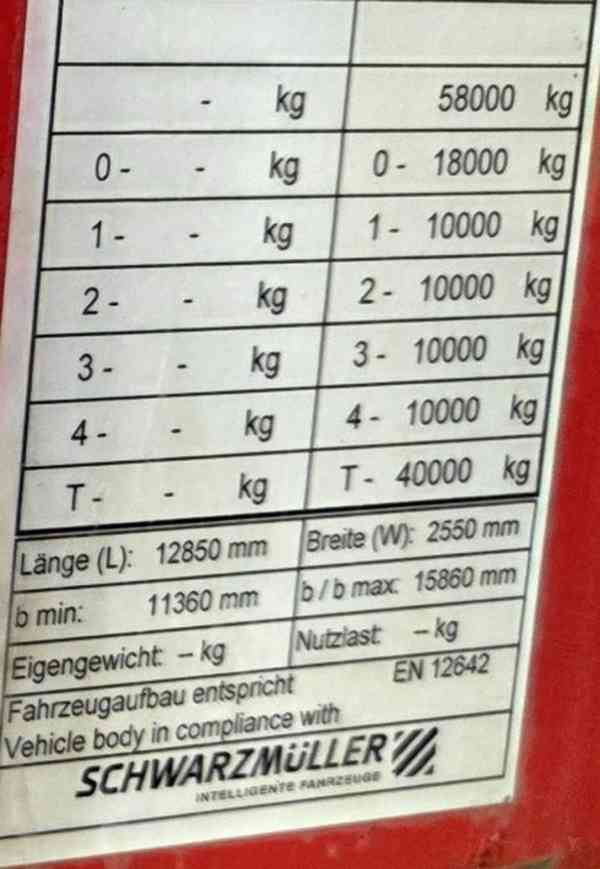 - kg 58000 kg
0- - kg 0- 18000 kg
1- - kg 1- 10000 kg
2- - kg 2- 10000 kg
3- - kg 3- 10000 kg
4- - kg 4- 10000 kg
T- - kg T- 40000 kg
Länge (L): 12850 mm Breite (W): 2550 mm
b min: 11360 mm b / b max: 15860 mm
Eigengewicht: – kg Nutzlast: – kg
Fahrzeugaufbau entspricht EN 12642
Vehicle body in compliance with
SCHWARZMÜLLER
INTELLIGENTE FAHRZEUGE